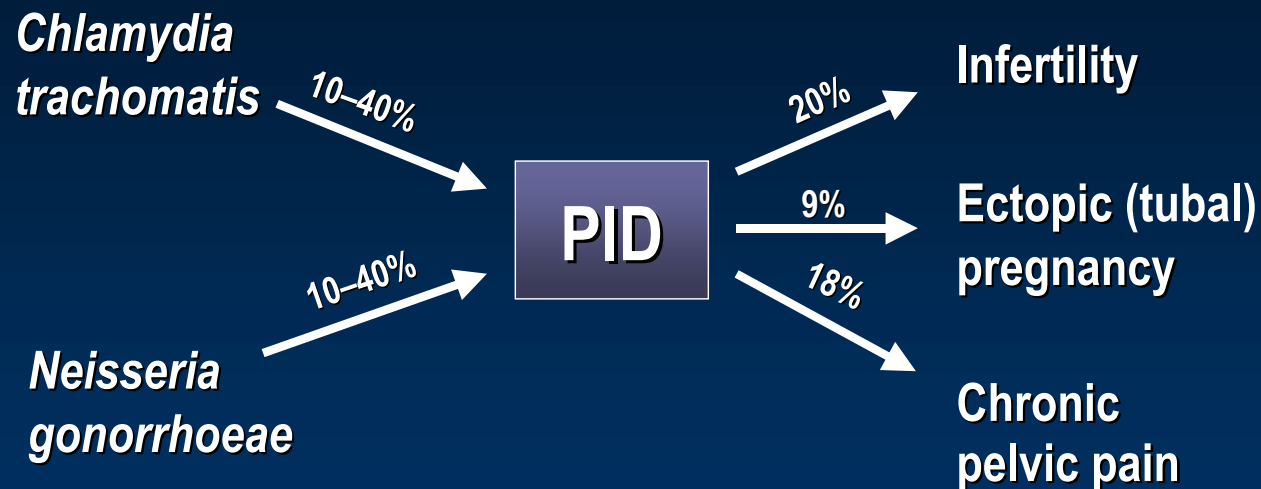 Chlamydia
trachomatis
10–40%
Neisseria
gonorrhoeae
10–40%
PID
20%
Infertility
9%
Ectopic (tubal)
pregnancy
18%
Chronic
pelvic pain